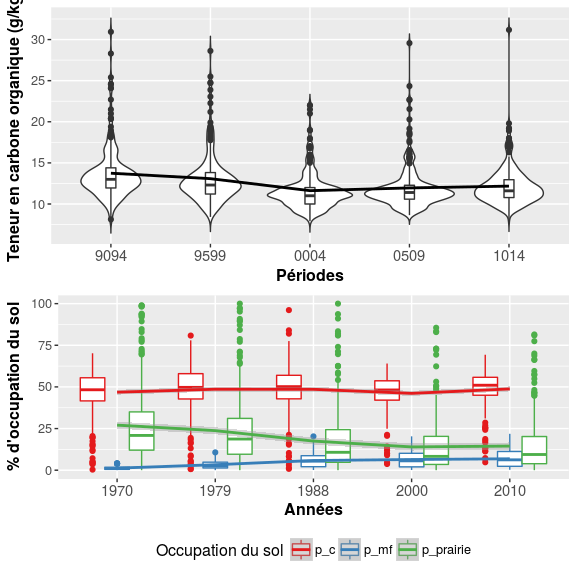 Teneur en carbone organique (g/kg
30
25
20
15
10
9094 9599 0004 0509 1014
Périodes
% d'occupation du sol
100
75
50
25
0
1970 1979 1988 2000 2010
Années
Occupation du sol p_c p_mf p_prairie